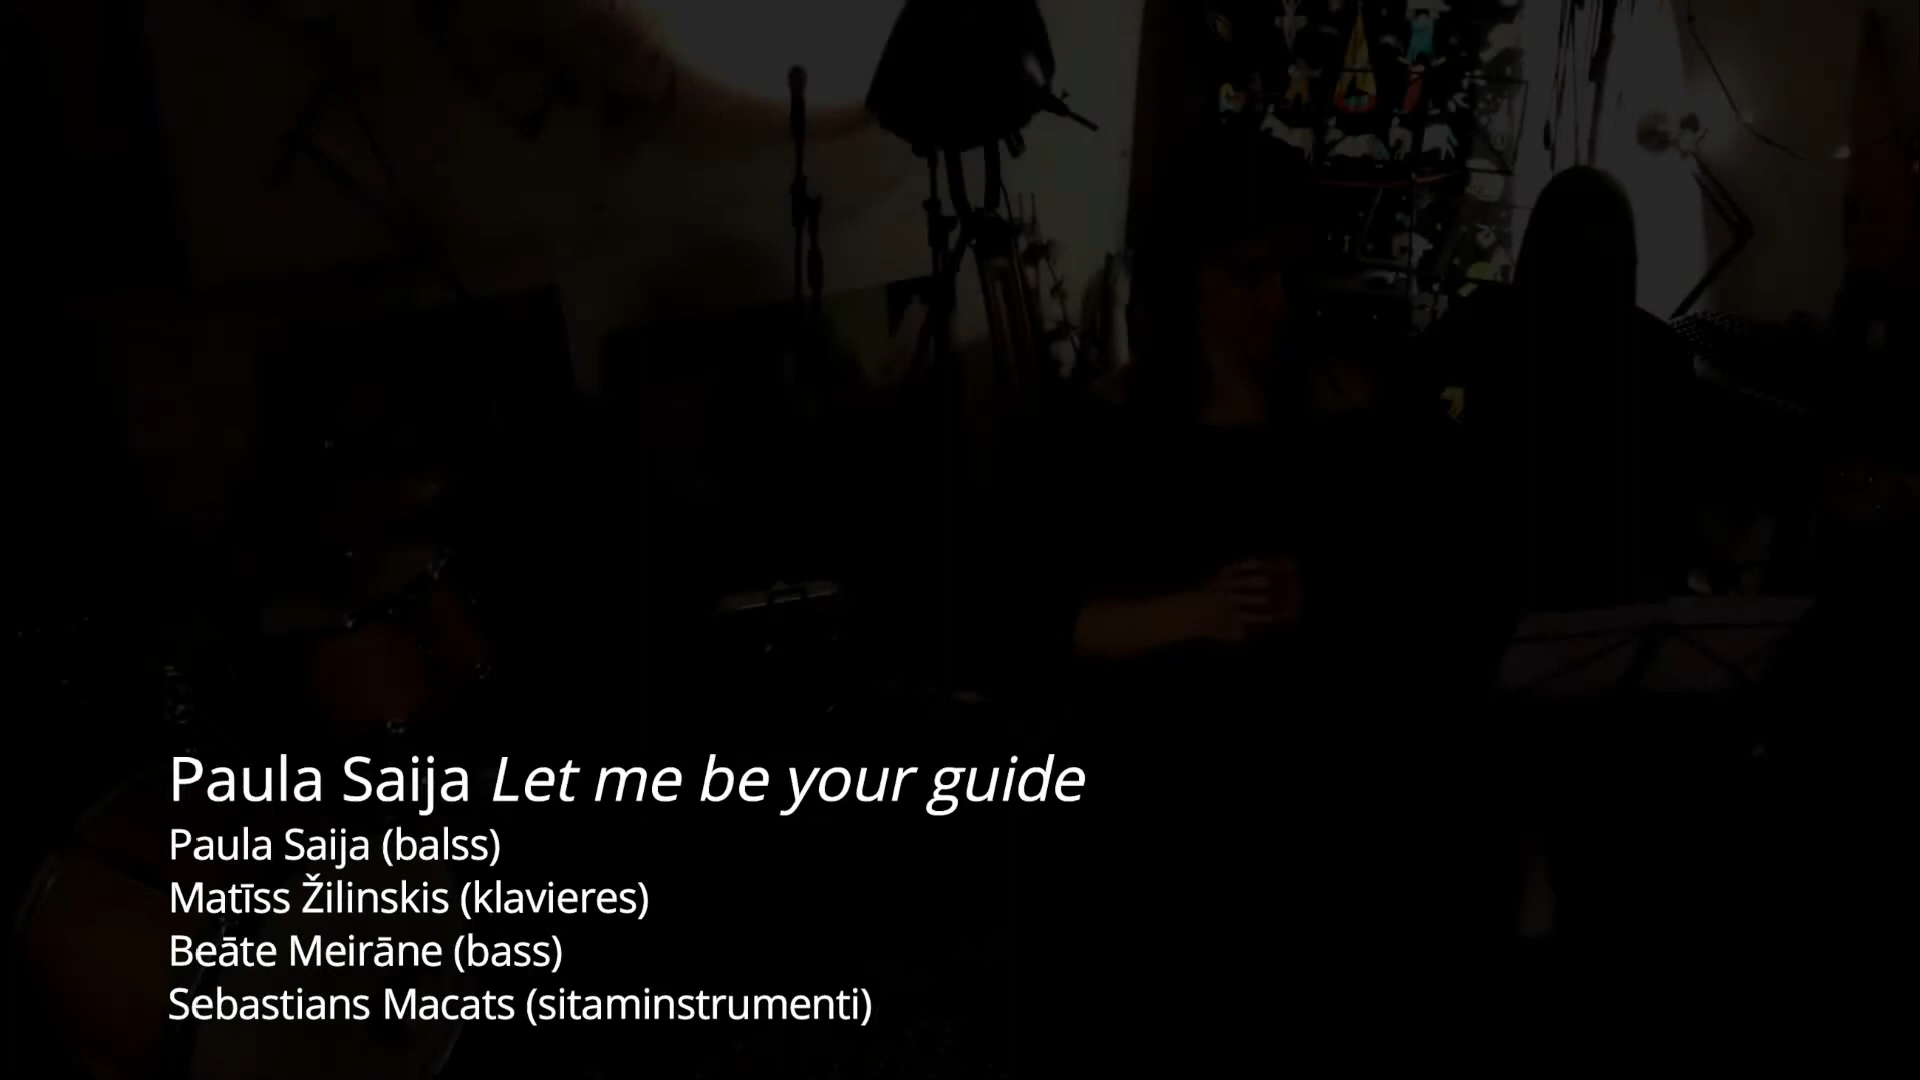 Paula Saija Let me be your guide
Paula Saija (balss)
Matīss Žilinskis (klavieres)
Beāte Meirāne (bass)
Sebastians Macats (sitaminstrumenti)